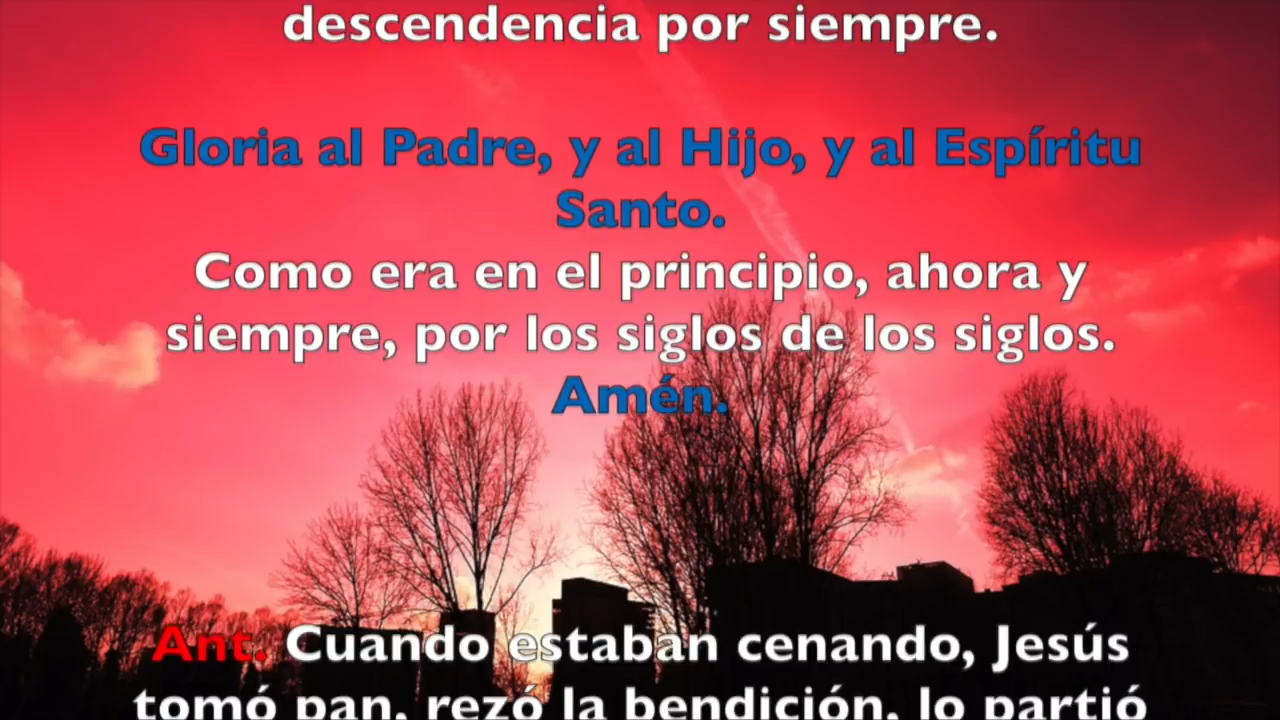 descendencia por siempre.
Gloria al Padre, y al Hijo, y al Espíritu
Santo.
Como era en el principio, ahora y
siempre, por los siglos de los siglos.
Amén.
Ant. Cuando estaban cenando, Jesús
tomó pan, rezó la bendición, lo partió